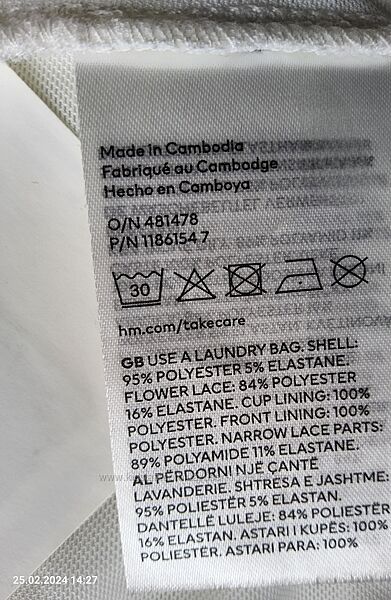 Made in Cambodia
Fabriqué au Cambodge
Hecho en Camboya
O/N 481478
P/N 1186154 7
30
hm.com/takecare
GB USE A LAUNDRY BAG. SHELL:
95% POLYESTER 5% ELASTANE.
FLOWER LACE: 84% POLYESTER
16% ELASTANE. CUP LINING: 100%
POLYESTER. FRONT LINING: 100%
POLYESTER. NARROW LACE PARTS:
89% POLYAMIDE 11% ELASTANE.
AL PËRDORNI NJË ÇANTË
LAVANDERIE. SHTRESA E JASHTME:
95% POLIESTËR 5% ELASTAN.
DANTELLË LULEJE: 84% POLIESTËR
16% ELASTAN. ASTARI I KUPËS: 100%
POLIESTËR. ASTARI PARA: 100%
25.02.2024 14:27